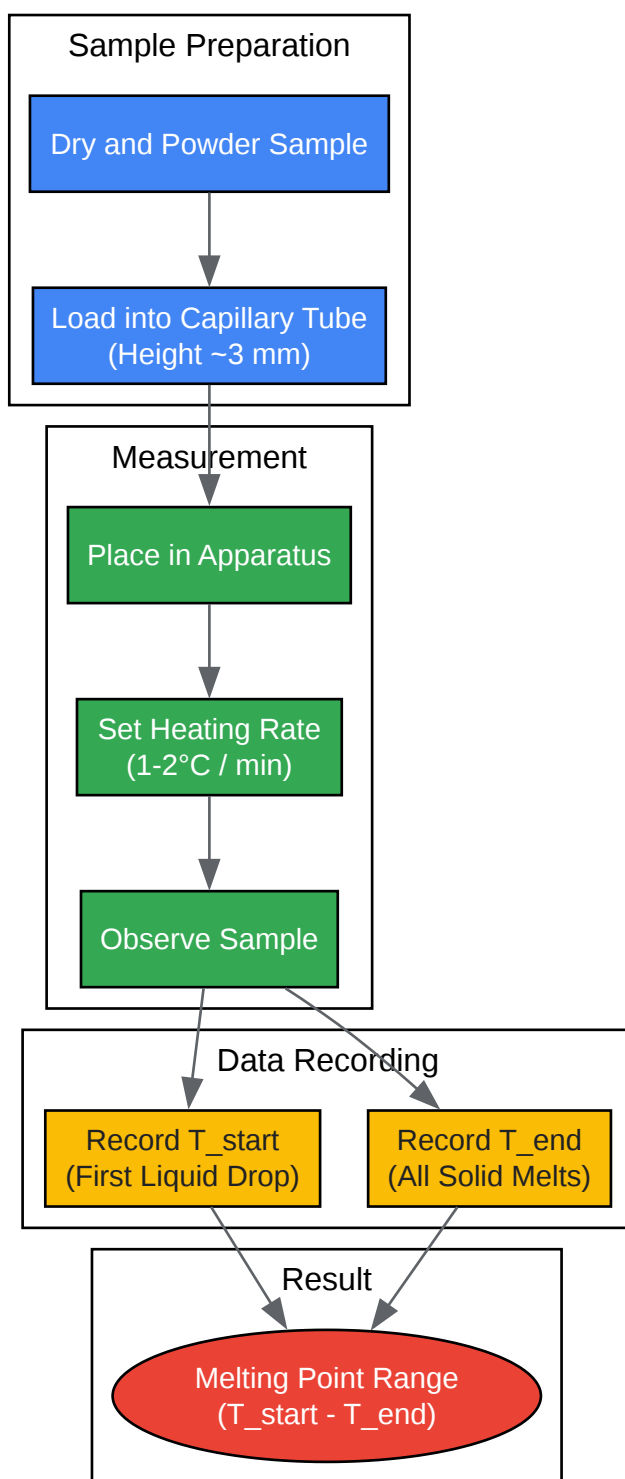 Sample Preparation
Dry and Powder Sample
Load into Capillary Tube
(Height ~3 mm)
Measurement
Place in Apparatus
Set Heating Rate
(1-2°C / min)
Observe Sample
Data Recording
Record T_start
(First Liquid Drop)
Record T_end
(All Solid Melts)
Result
Melting Point Range
(T_start - T_end)